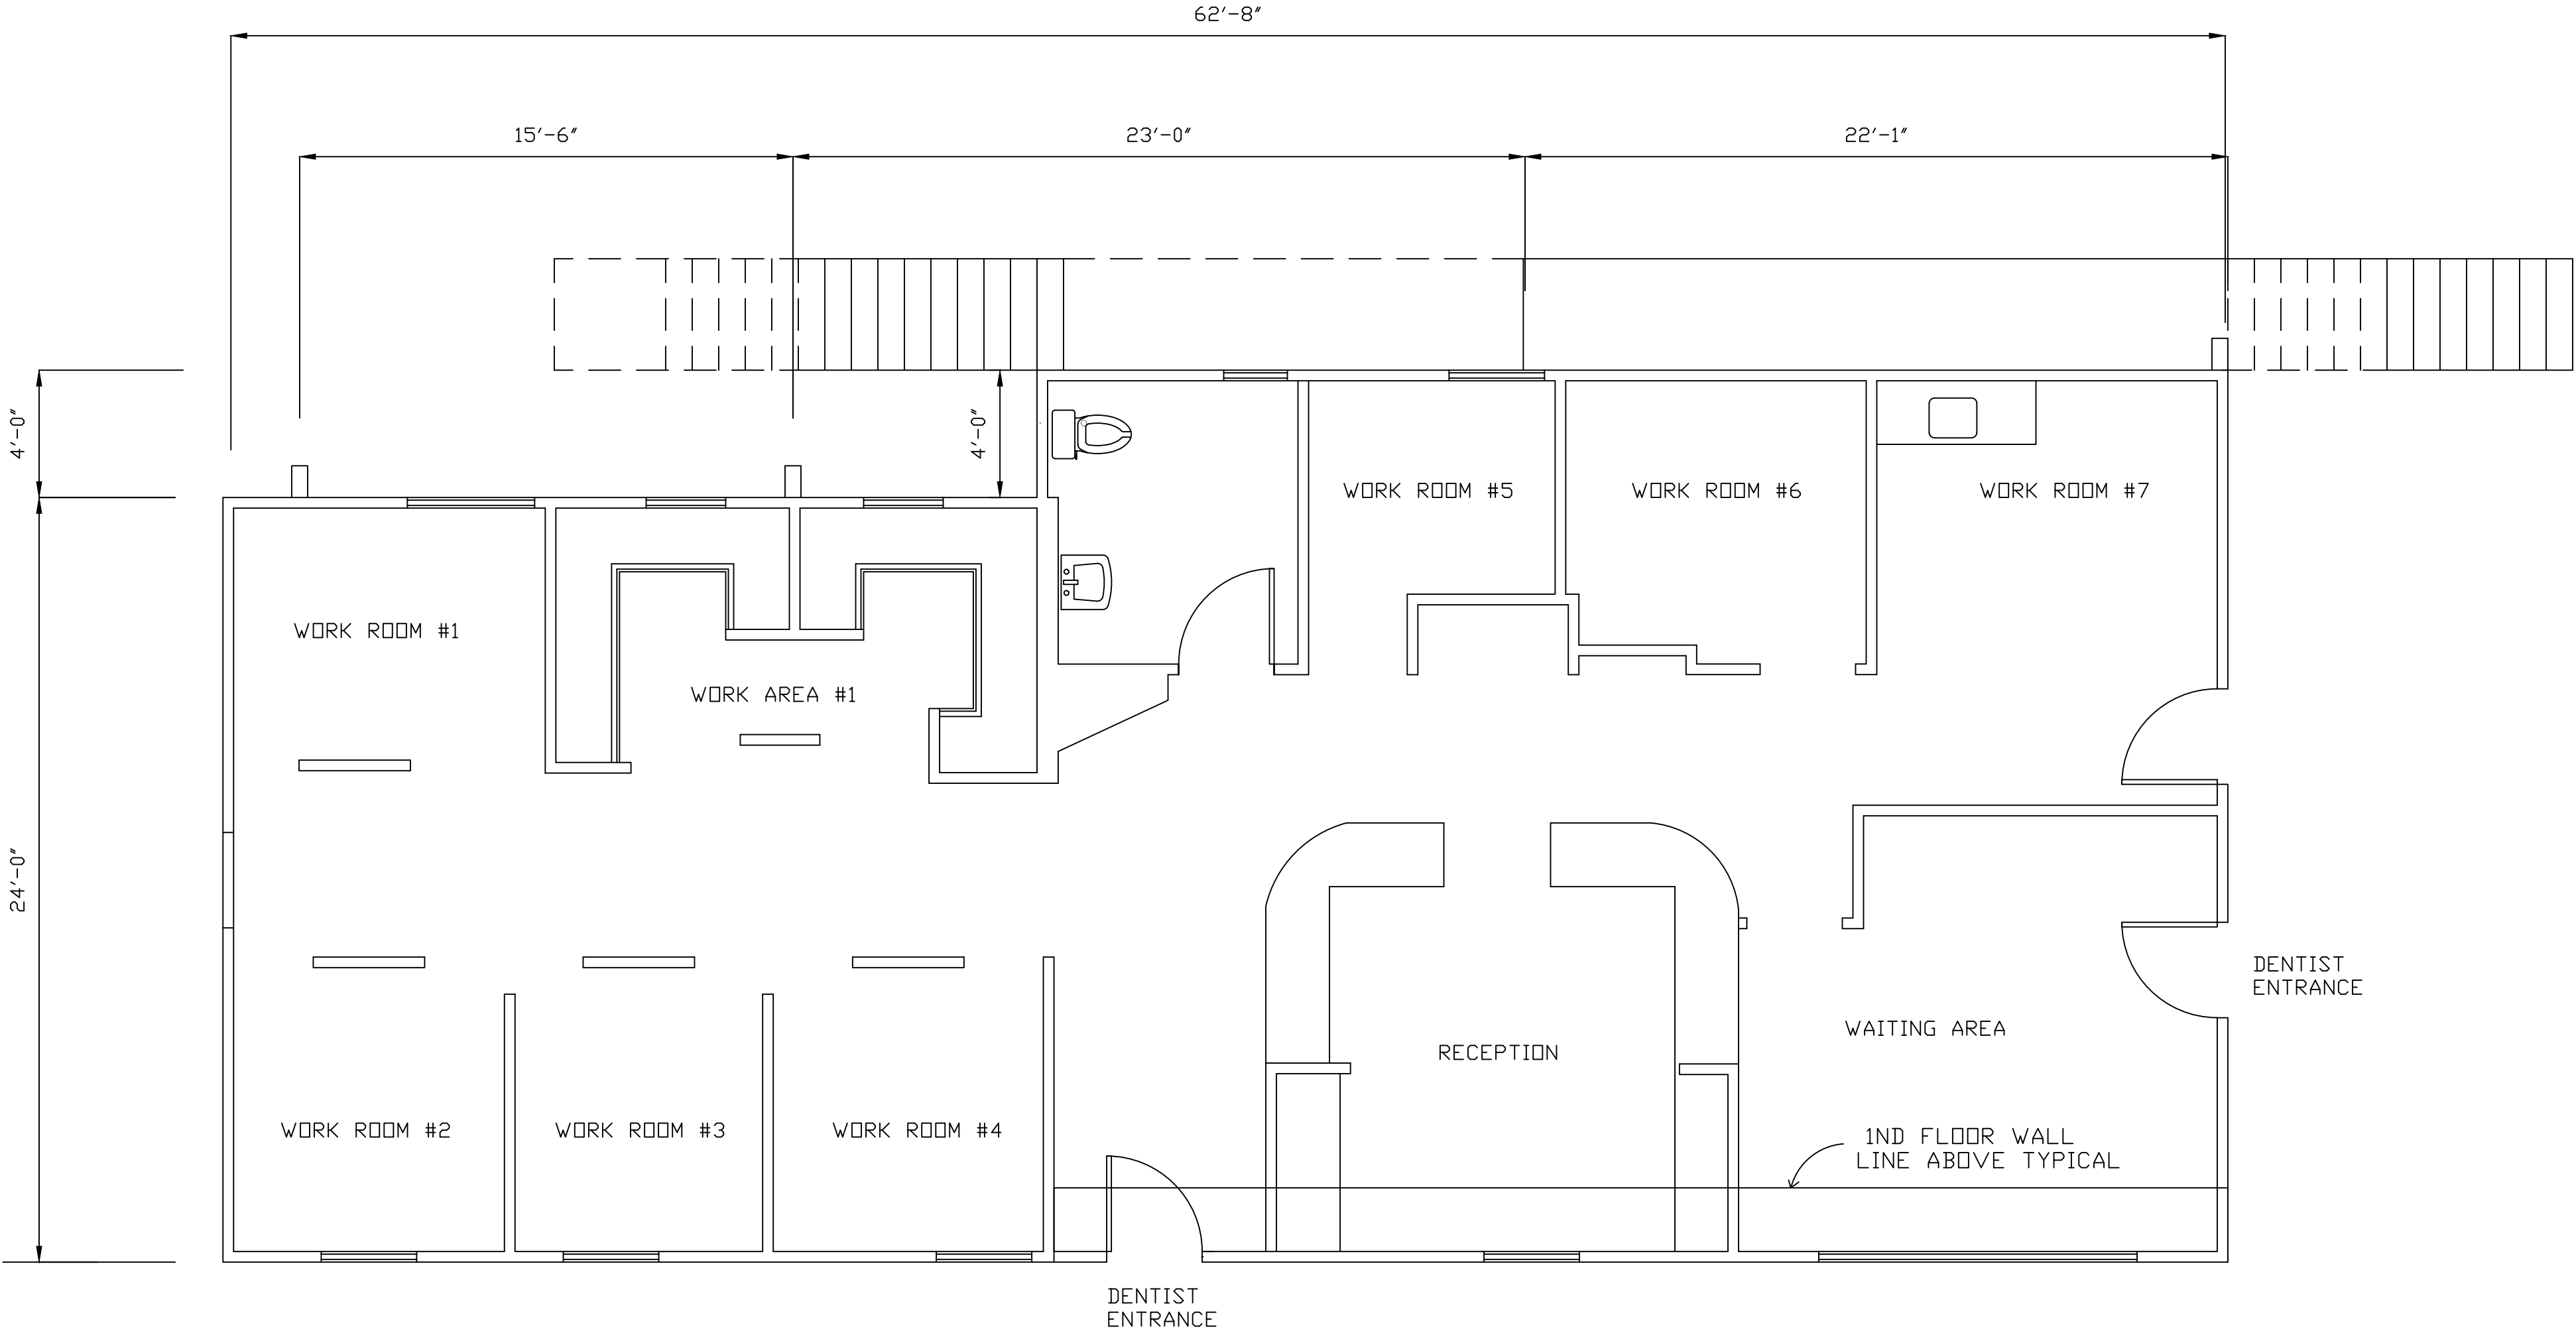 62'-8"
15'-6"
23'-0"
22'-1"
4'-0"
4'-0"
WORK ROOM #5
WORK ROOM #6
WORK ROOM #7
WORK ROOM #1
WORK AREA #1
24'-0"
DENTIST
ENTRANCE
WAITING AREA
RECEPTION
WORK ROOM #2
WORK ROOM #3
WORK ROOM #4
1ND FLOOR WALL
LINE ABOVE TYPICAL
DENTIST
ENTRANCE